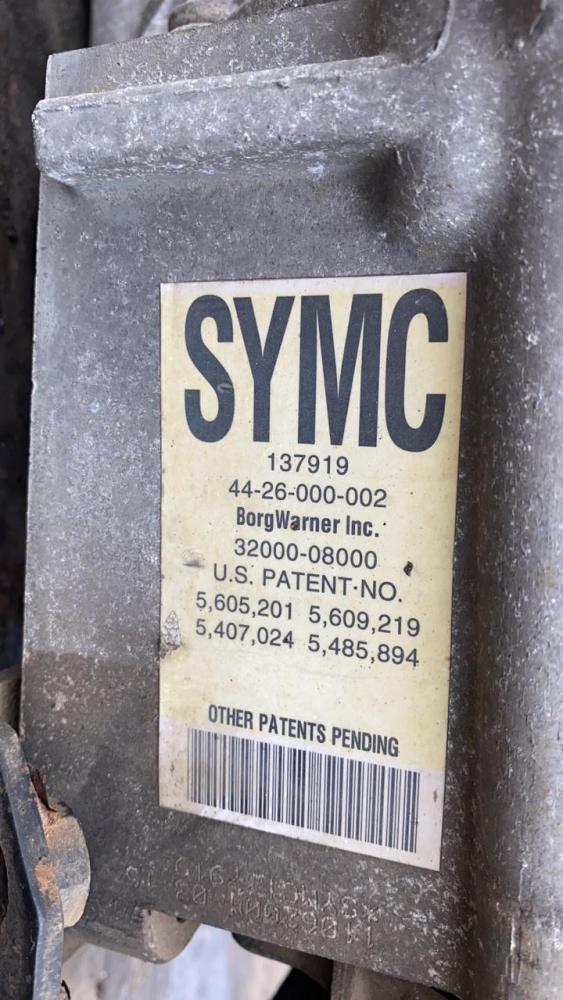 SYMC
137919
44-26-000-002
BorgWarner Inc.
32000-08000
U.S. PATENT NO.
5,605,201 5,609,219
5,407,024 5,485,894
OTHER PATENTS PENDING